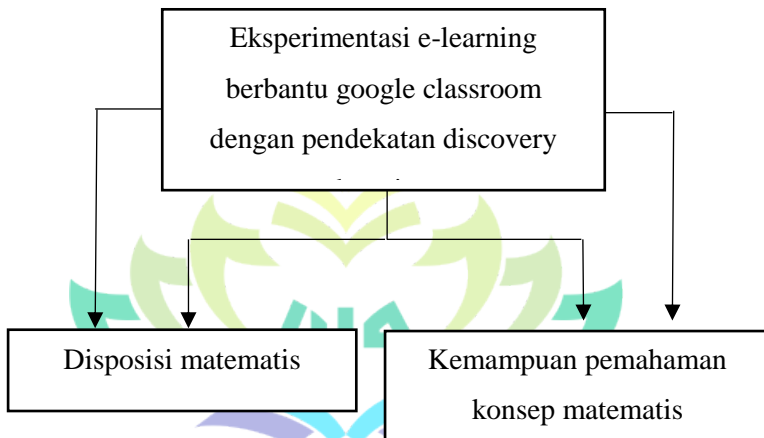 Eksperimentasi e-learning
berbantu google classroom
dengan pendekatan discovery
Disposisi matematis
Kemampuan pemahaman
konsep matematis